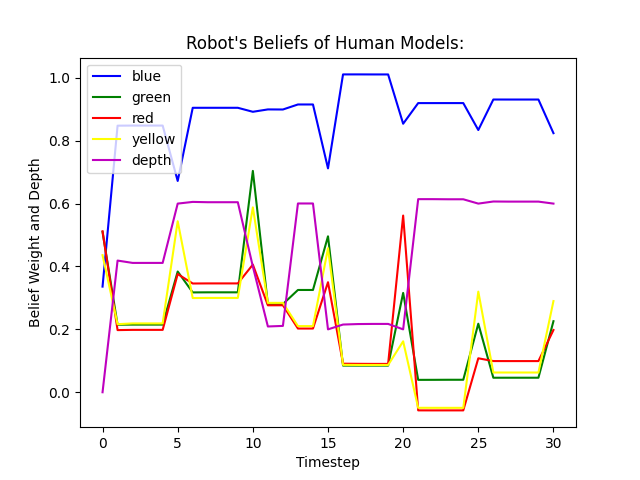 Robot's Beliefs of Human Models:
blue
green
red
yellow
depth
Belief Weight and Depth
1.0
0.8
0.6
0.4
0.2
0.0
0 5 10 15 20 25 30
Timestep